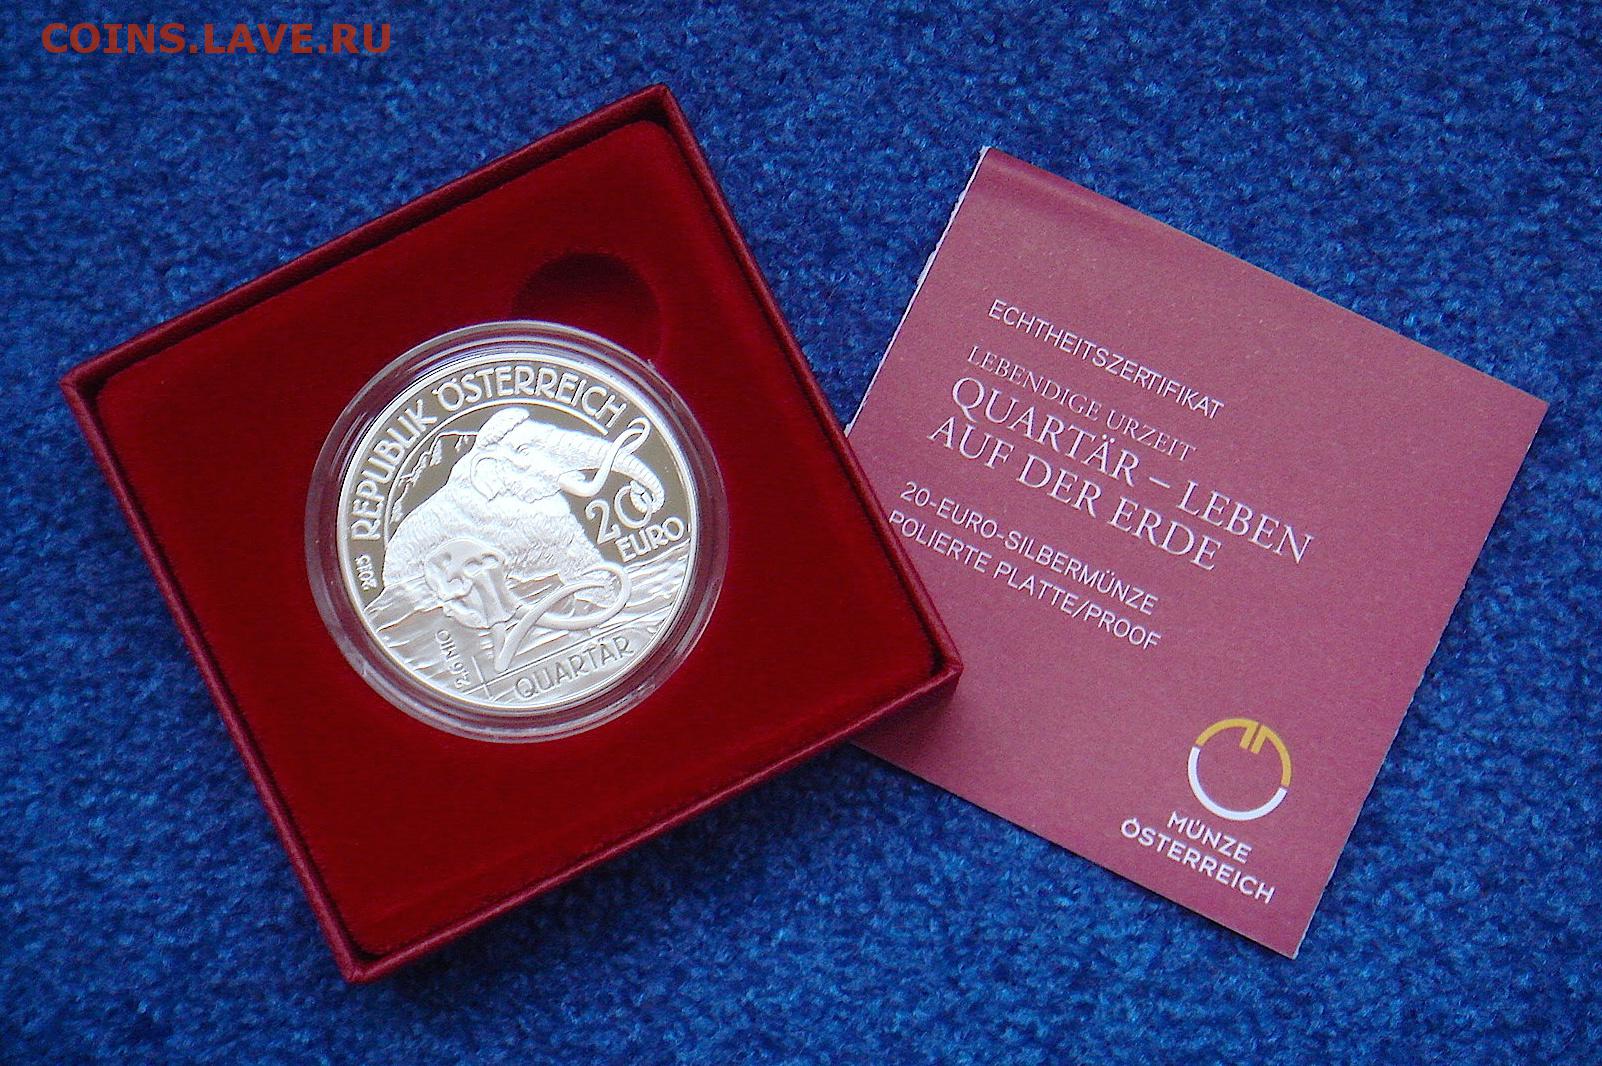 COINS.LAVE.RU
REPUBLIK ÖSTERREICH
20
EURO
2013
2,6 MIO
QUARTÄR
ECHTHEITSZERTIFIKAT
LEBENDIGE URZEIT
QUARTÄR – LEBEN
AUF DER ERDE
20-EURO-SILBERMÜNZE
POLIERTE PLATTE/PROOF
MÜNZE
ÖSTERREICH